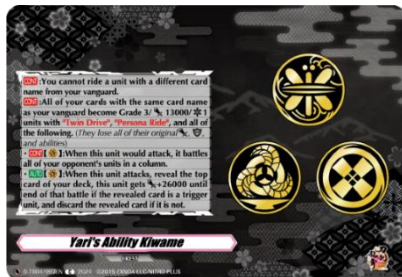 CONT:You cannot ride a unit with a different card
name from your vanguard.
CONT:All of your cards with the same card name
as your vanguard become Grade 3/ 13000/ 1
units with "Twin Drive", "Persona Ride", and all of
the following. (They lose all of their original , ,
and abilities)
・CONT[ ]:When this unit would attack, it battles
all of your opponent's units in a column.
・AUTO[ ]:When this unit attacks, reveal the top
card of your deck, this unit gets +26000 until
end of that battle if the revealed card is a trigger
unit, and discard the revealed card if it is not.
Yari's Ability Kiwame